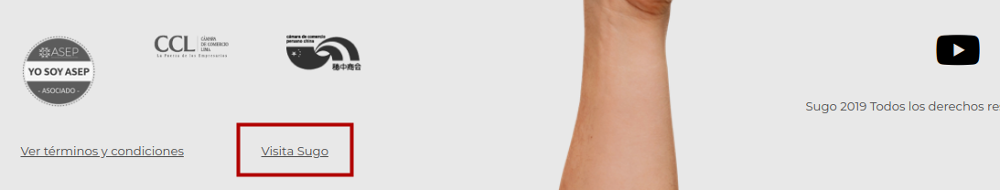 ASEP
YO SOY ASEP
- ASOCIADO -
CCL
CÁMARA
DE COMERCIO
LIMA
La Fuerza de los Empresarios
cámara de comercio
peruano china
秘中商会
Sugo 2019 Todos los derechos re
Ver términos y condiciones
Visita Sugo